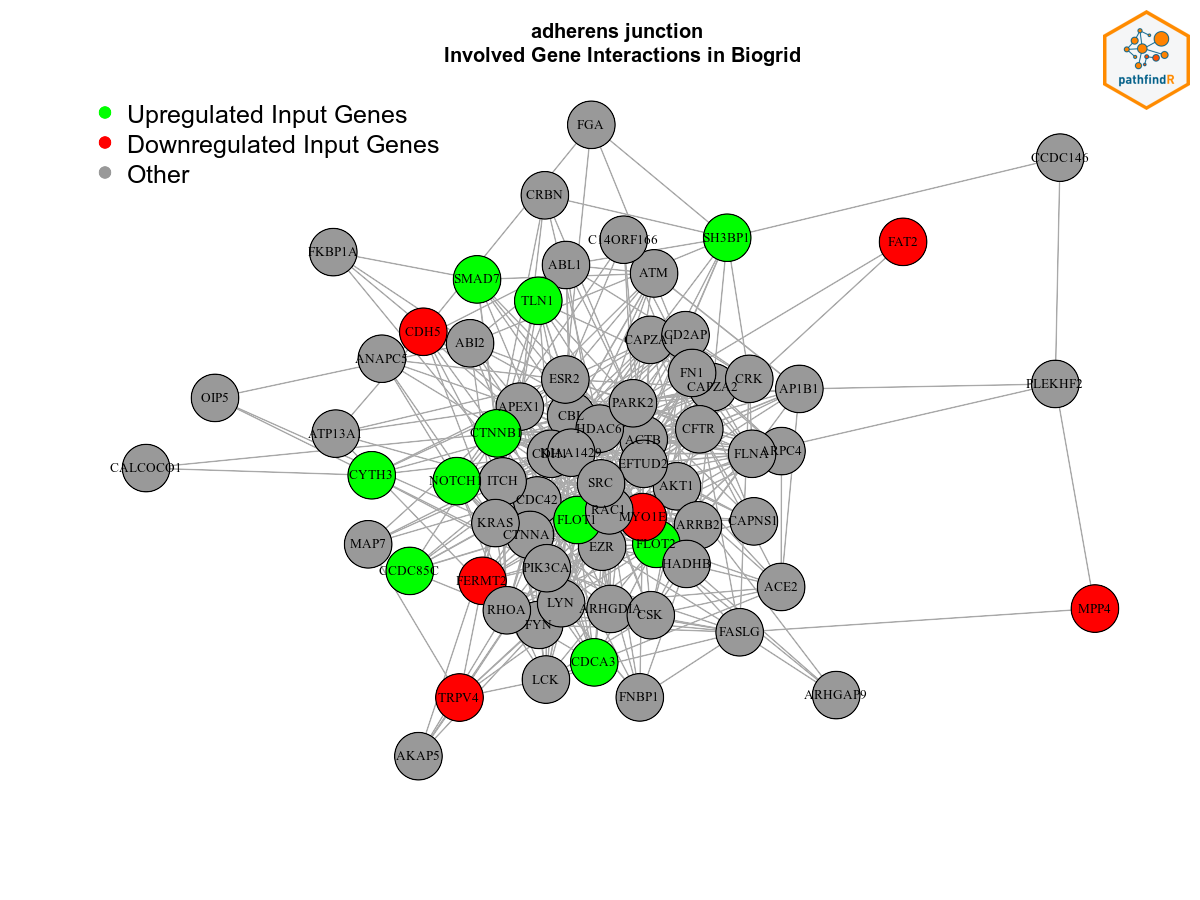 adherens junction
Involved Gene Interactions in Biogrid
pathfindR
Upregulated Input Genes
Downregulated Input Genes
Other
FGA
CCDC146
CRBN
C14ORF166
SH3BP1
FAT2
FKBP1A
ABL1
ATM
SMAD7
TLN1
CDH5
ABI2
CAPZA1
CD2AP
ANAPC5
ESR2
FN1
CAPZA2
CRK
AP1B1
PLEKHF2
OIP5
APEX1
CBL
PARK2
ATP13A
CTNNB1
HDAC6
ACTB
CFTR
CALCOCO1
CYTH3
NOTCH1
ITCH
KIAA1429
EFTUD2
FLNA
ARPC4
SRC
AKT1
CDC42
KRAS
CTNNA
FLOT1
RAC1
MYO1E
ARRB2
CAPNS1
MAP7
EZR
FLOT2
HADHB
CCDC85C
FERMT2
PIK3CA
ACE2
RHOA
LYN
FYN
ARHGDIA
CSK
FASLG
MPP4
CDCA3
LCK
FNBP1
TRPV4
ARHGAP9
AKAP5